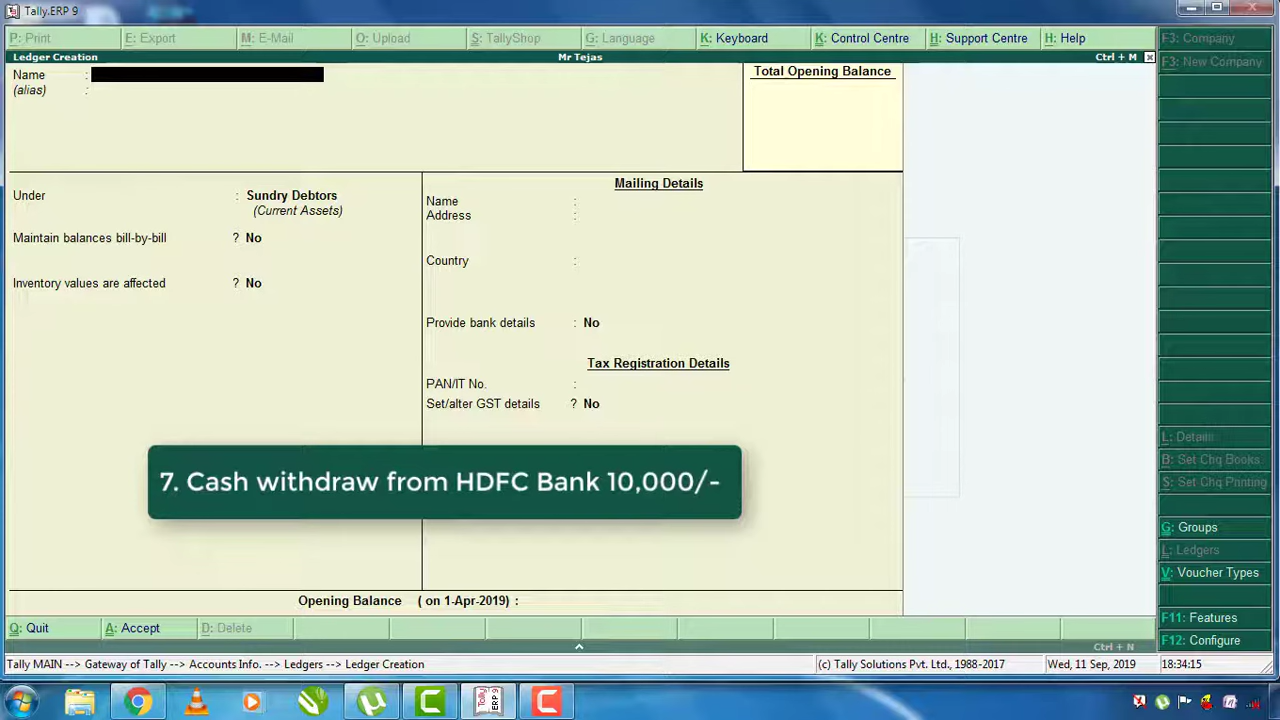 Tally.ERP 9
P: Print E: Export M: E-Mail O: Upload S: TallyShop G: Language K: Keyboard K: Control Centre H: Support Centre H: Help
Ledger Creation Mr Tejas Ctrl + M
Name :
(alias) :
Total Opening Balance
Under : Sundry Debtors
(Current Assets)
Maintain balances bill-by-bill ? No
Inventory values are affected ? No
Mailing Details
Name :
Address :
Country :
Provide bank details : No
Tax Registration Details
PAN/IT No. :
Set/alter GST details ? No
7. Cash withdraw from HDFC Bank 10,000/-
Opening Balance ( on 1-Apr-2019) :
F3: Company
F3: New Company
L: Details
B: Set Chq Books
S: Set Chq Printing
G: Groups
L: Ledgers
V: Voucher Types
F11: Features
F12: Configure
Q: Quit A: Accept D: Delete
Ctrl + N
Tally MAIN --> Gateway of Tally --> Accounts Info. --> Ledgers --> Ledger Creation (c) Tally Solutions Pvt. Ltd., 1988-2017 Wed, 11 Sep, 2019 18:34:15